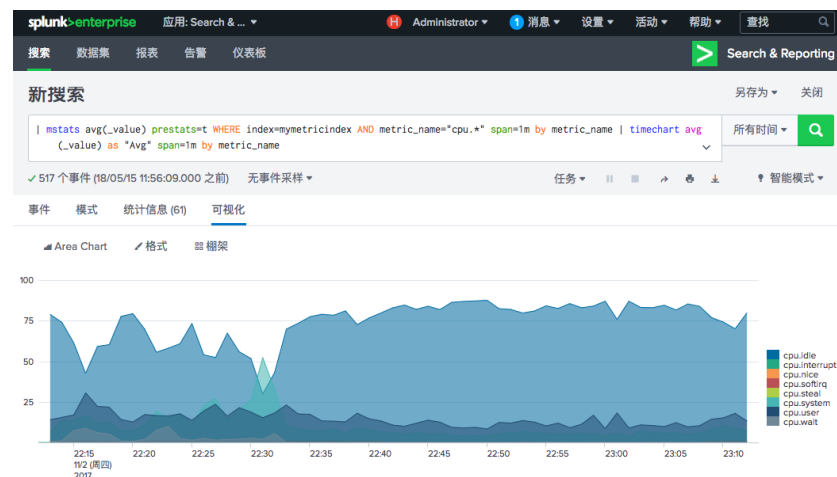 splunk>enterprise 应用: Search & ... H Administrator 1 消息 设置 活动 帮助 查找
搜索 数据集 报表 告警 仪表板 Search & Reporting
新搜索 另存为 关闭
| mstats avg(_value) prestats=t WHERE index=mymetricindex AND metric_name="cpu.*" span=1m by metric_name | timechart avg
(_value) as "Avg" span=1m by metric_name
所有时间
517 个事件 (18/05/15 11:56:09.000 之前) 无事件采样 任务 智能模式
事件 模式 统计信息 (61) 可视化
Area Chart 格式 棚架
100
75
50
25
cpu.idle
cpu.interrupt
cpu.nice
cpu.softirq
cpu.steal
cpu.system
cpu.user
cpu.wait
22:15 22:20 22:25 22:30 22:35 22:40 22:45 22:50 22:55 23:00 23:05 23:10
11/2 (周四)
2017